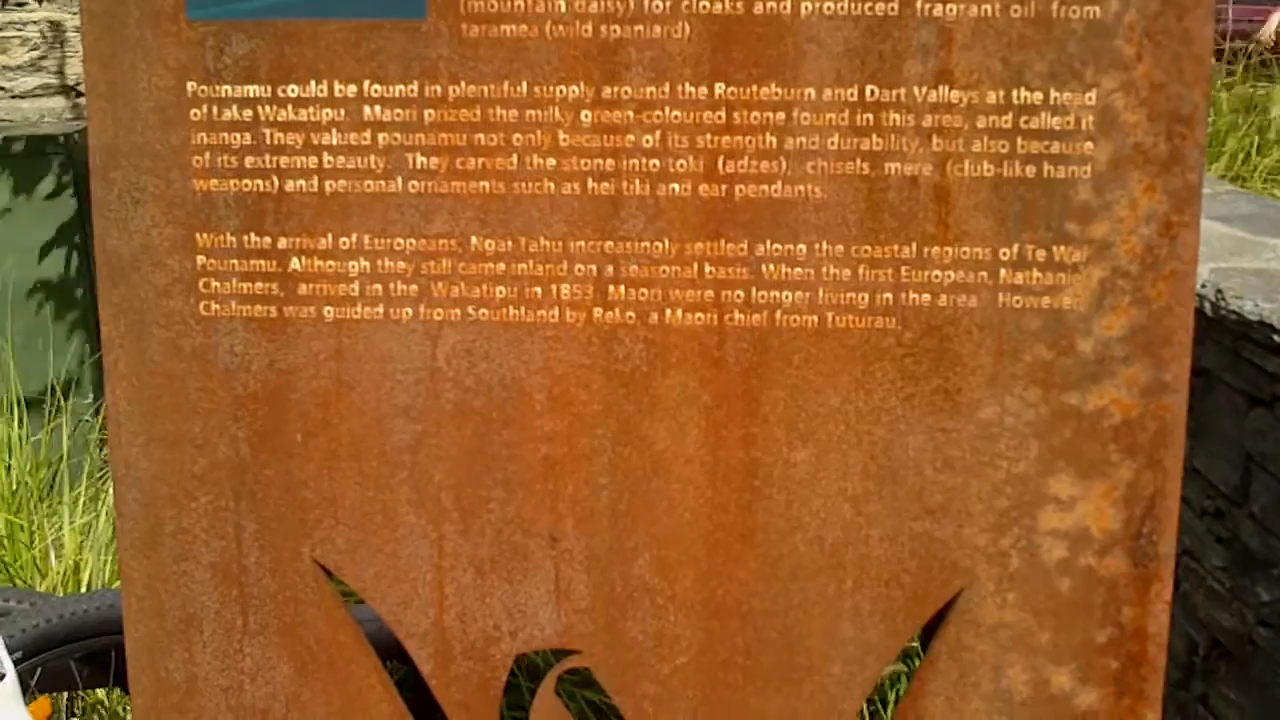 (mountain daisy) for cloaks and produced fragrant oil from
taramea (wild spaniard)
Pounamu could be found in plentiful supply around the Routeburn and Dart Valleys at the head
of Lake Wakatipu. Maori prized the milky green-coloured stone found in this area, and called it
inanga. They valued pounamu not only because of its strength and durability, but also because
of its extreme beauty. They carved the stone into toki (adzes), chisels, mere (club-like hand
weapons) and personal ornaments such as hei tiki and ear pendants.
With the arrival of Europeans, Ngai Tahu increasingly settled along the coastal regions of Te Wai
Pounamu. Although they still came inland on a seasonal basis. When the first European, Nathaniel
Chalmers, arrived in the Wakatipu in 1853, Maori were no longer living in the area. However,
Chalmers was guided up from Southland by Reko, a Maori chief from Tuturau.